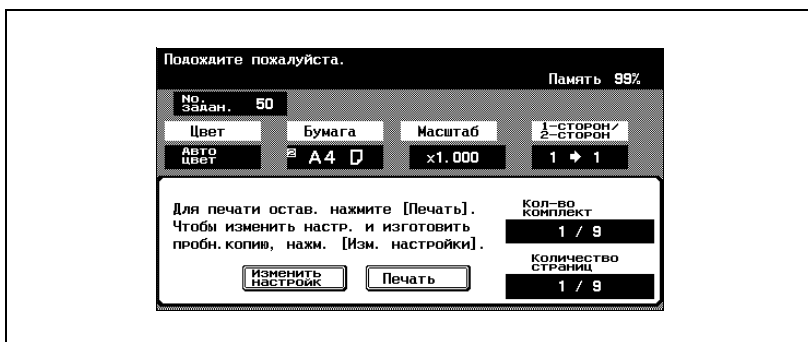 Подождите пожалуйста.
Память 99%
No. задан. 50
Цвет
Бумага
Масштаб
1-СТОРОН/
2-СТОРОН
Авто
цвет
2 A4
x1.000
1 → 1
Для печати остав. нажмите [Печать].
Чтобы изменить настр. и изготовить
пробн.копию, нажм. [Изм. настройки].
Кол-во
комплект
1 / 9
Количество
страниц
1 / 9
Изменить
настройк
Печать